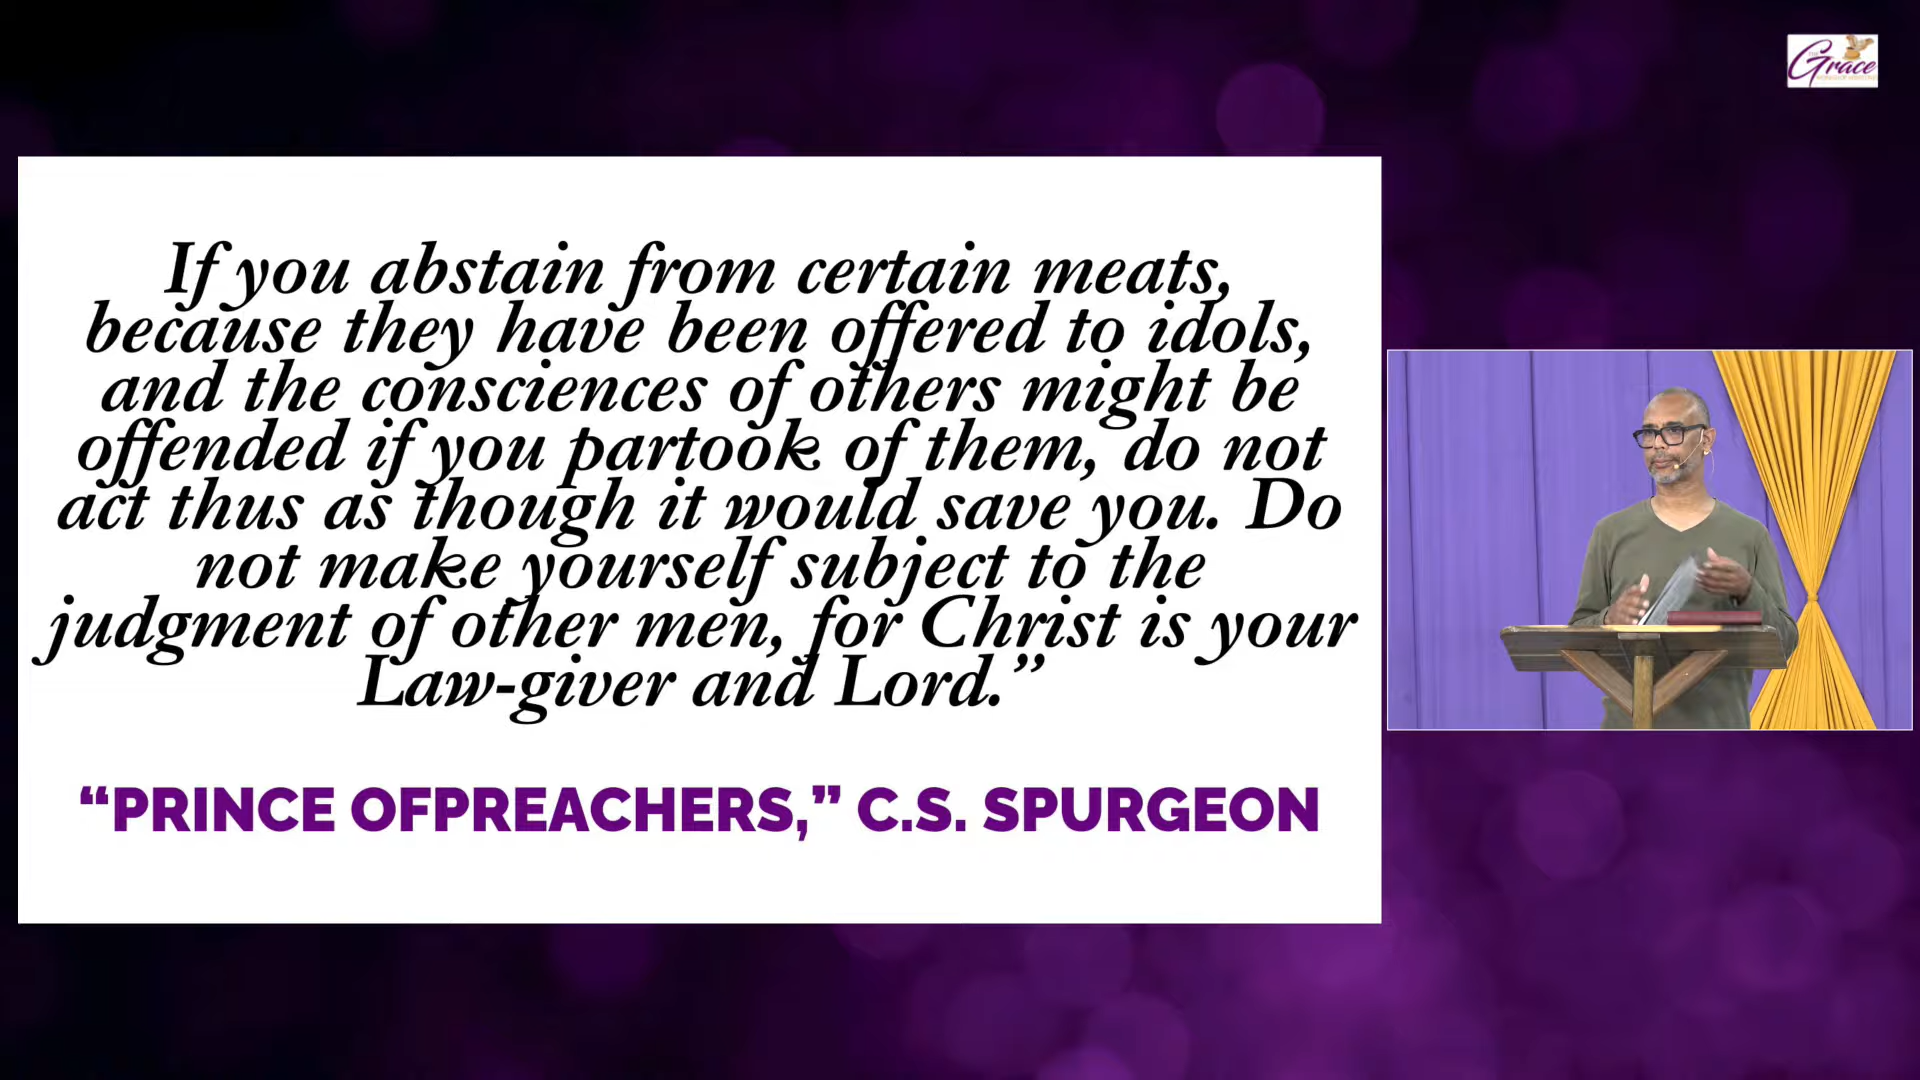 THE
Grace
If you abstain from certain meats,
because they have been offered to idols,
and the consciences of others might be
offended if you partook of them, do not
act thus as though it would save you. Do
not make yourself subject to the
judgment of other men, for Christ is your
Law-giver and Lord.”
“PRINCE OFPREACHERS,” C.S. SPURGEON